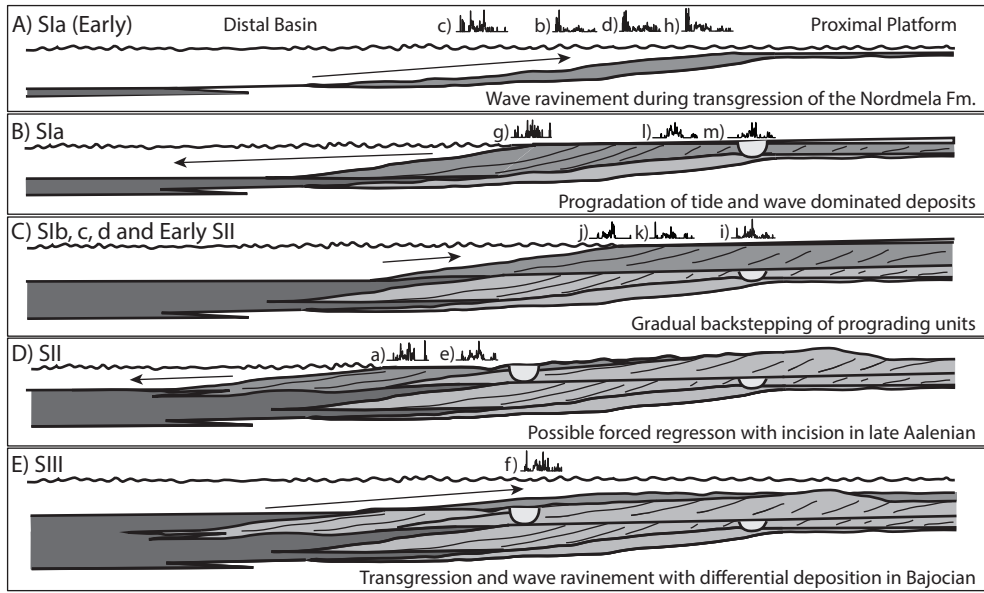 A) SIa (Early) Distal Basin c) b) d) h) Proximal Platform
Wave ravinement during transgression of the Nordmela Fm.
B) SIa g) l) m)
Progradation of tide and wave dominated deposits
C) SIb, c, d and Early SII j) k) i)
Gradual backstepping of prograding units
D) SII a) e)
Possible forced regresson with incision in late Aalenian
E) SIII f)
Transgression and wave ravinement with differential deposition in Bajocian